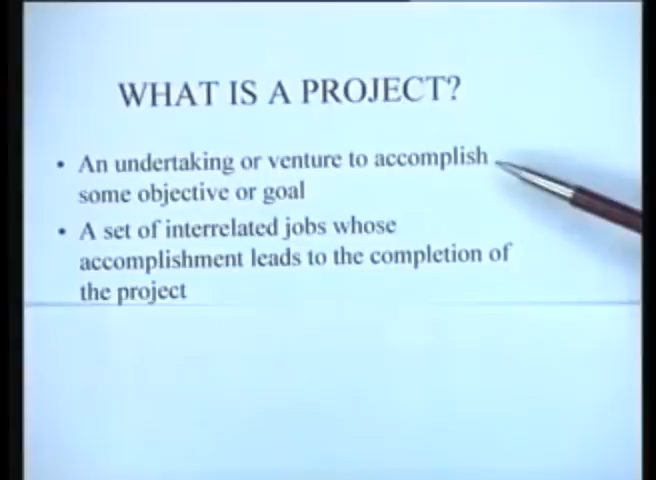 WHAT IS A PROJECT?
• An undertaking or venture to accomplish
some objective or goal
• A set of interrelated jobs whose
accomplishment leads to the completion of
the project